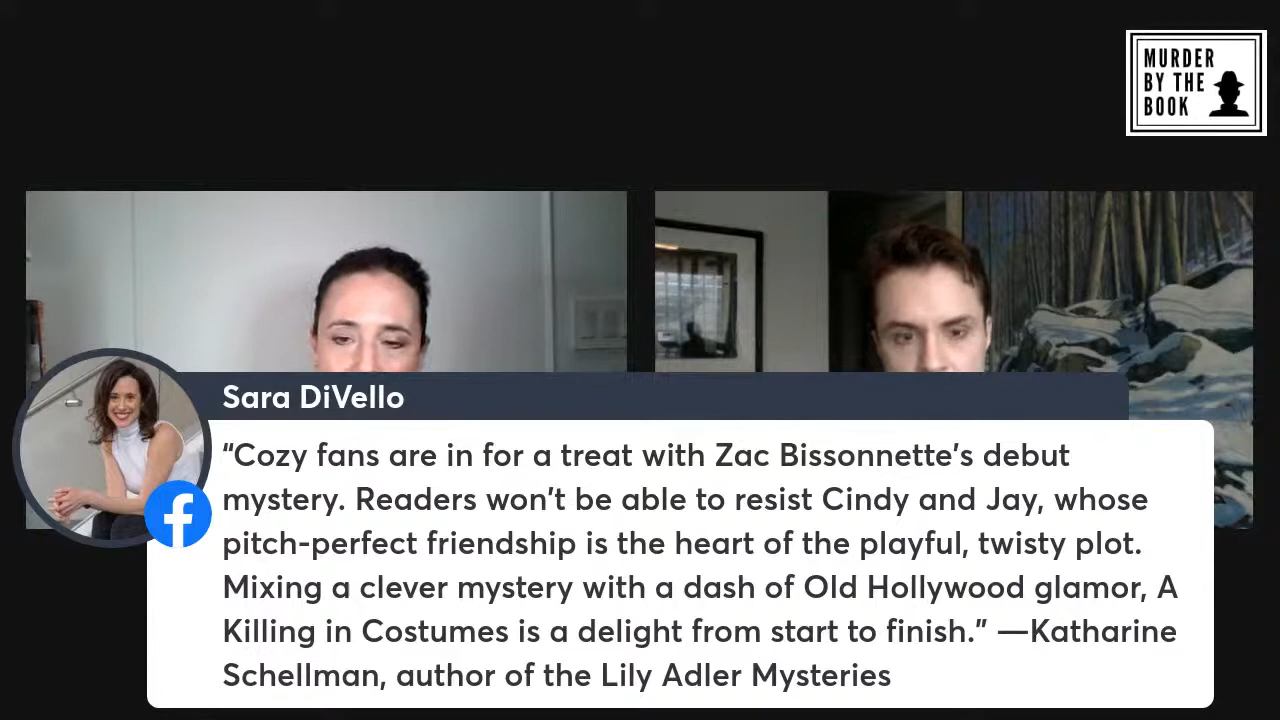 MURDER
BY THE
BOOK
Sara DiVello
“Cozy fans are in for a treat with Zac Bissonnette’s debut
mystery. Readers won’t be able to resist Cindy and Jay, whose
pitch-perfect friendship is the heart of the playful, twisty plot.
Mixing a clever mystery with a dash of Old Hollywood glamor, A
Killing in Costumes is a delight from start to finish.” —Katharine
Schellman, author of the Lily Adler Mysteries